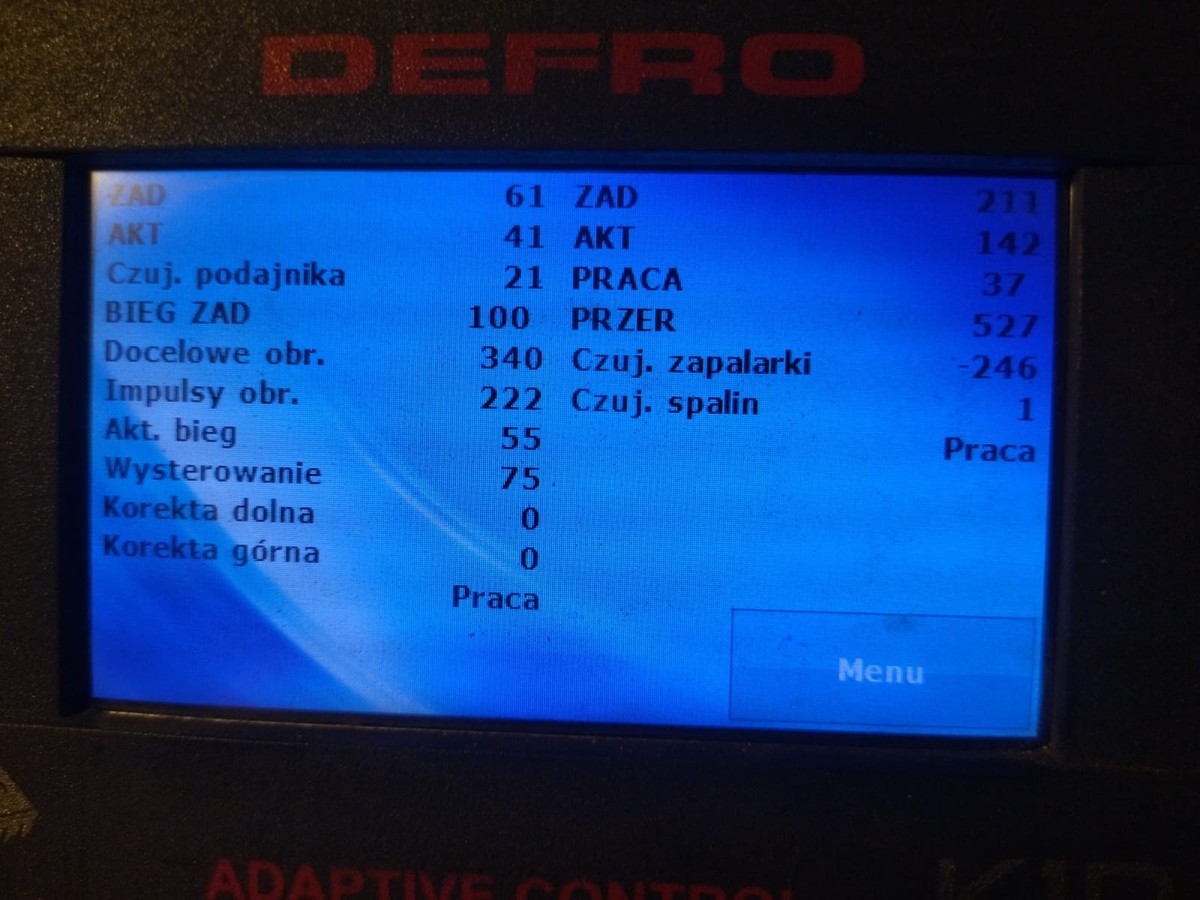 DEFRO
ZAD 61 ZAD 211
AKT 41 AKT 142
Czuj. podajnika 21 PRACA 37
BIEG ZAD 100 PRZER 527
Docelowe obr. 340 Czuj. zapalarki -246
Impulsy obr. 222 Czuj. spalin 1
Akt. bieg 55 Praca
Wysterowanie 75
Korekta dolna 0
Korekta górna 0
Praca
Menu
ADAPTIVE CONTROL